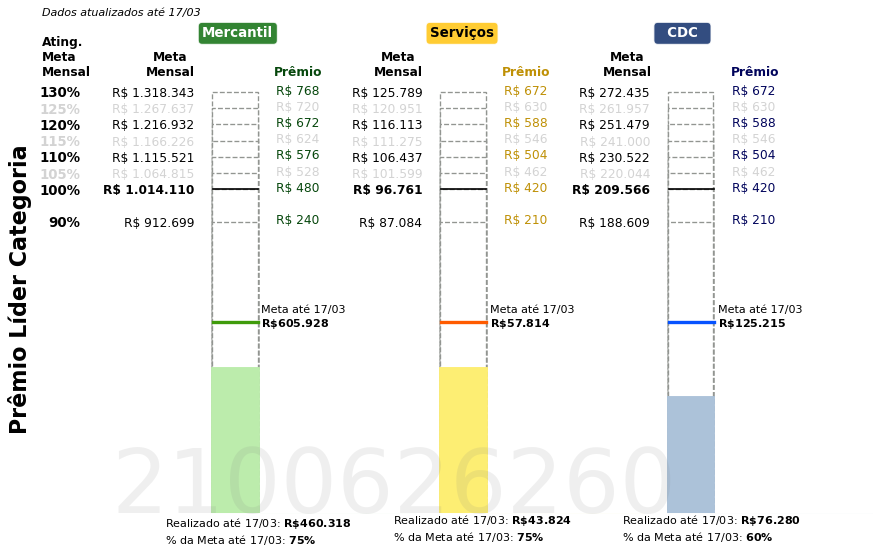 Dados atualizados até 17/03
Mercantil Serviços CDC
Ating.
Meta Meta Meta Meta
Mensal Mensal Prêmio Mensal Prêmio Mensal Prêmio
130% R$ 1.318.343 R$ 768 R$ 125.789 R$ 672 R$ 272.435 R$ 672
125% R$ 1.267.637 R$ 720 R$ 120.951 R$ 630 R$ 261.957 R$ 630
120% R$ 1.216.932 R$ 672 R$ 116.113 R$ 588 R$ 251.479 R$ 588
115% R$ 1.166.226 R$ 624 R$ 111.275 R$ 546 R$ 241.000 R$ 546
110% R$ 1.115.521 R$ 576 R$ 106.437 R$ 504 R$ 230.522 R$ 504
105% R$ 1.064.815 R$ 528 R$ 101.599 R$ 462 R$ 220.044 R$ 462
100% R$ 1.014.110 R$ 480 R$ 96.761 R$ 420 R$ 209.566 R$ 420
90% R$ 912.699 R$ 240 R$ 87.084 R$ 210 R$ 188.609 R$ 210
Prêmio Líder Categoria
Meta até 17/03 Meta até 17/03 Meta até 17/03
R$605.928 R$57.814 R$125.215
2100626260
Realizado até 17/03: R$460.318 Realizado até 17/03: R$43.824 Realizado até 17/03: R$76.280
% da Meta até 17/03: 75% % da Meta até 17/03: 75% % da Meta até 17/03: 60%